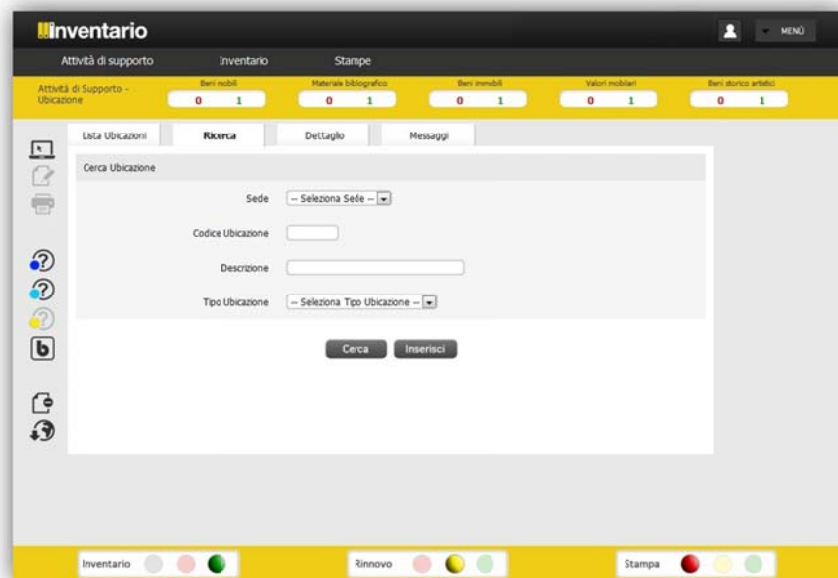 inventario
MENÙ
Attività di supporto Inventario Stampe
Attività di Supporto -
Ubicazione
Beni mobili Materiale bibiografico Beni immobili Valori mobiliari Beni storico artistici
0 1 0 1 0 1 0 1 0 1
Lista Ubicazioni Ricerca Dettaglio Messaggi
Cerca Ubicazione
Sede -- Seleziona Sede --
Codice Ubicazione
Descrizione
Tipo Ubicazione -- Seleziona Tipo Ubicazione --
Cerca Inserisci
b
Inventario Rinnovo Stampa